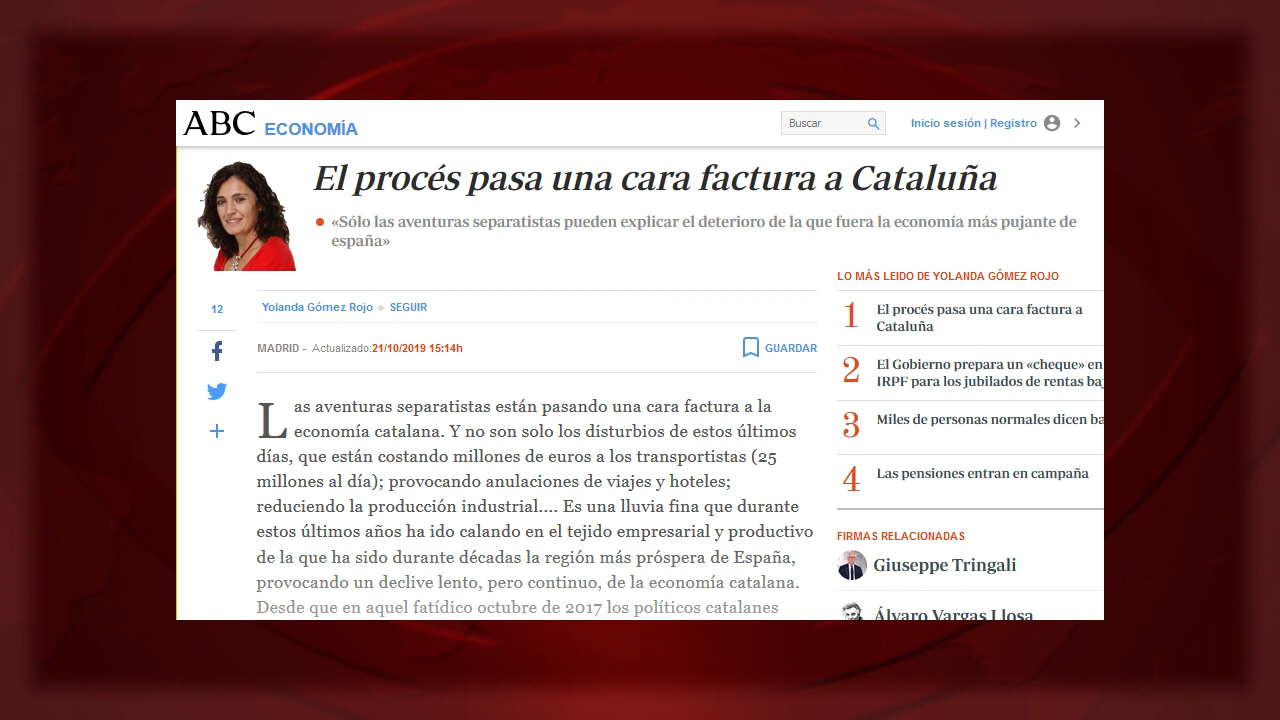 ABC ECONOMÍA
Buscar
Inicio sesión | Registro
El procés pasa una cara factura a Cataluña
«Sólo las aventuras separatistas pueden explicar el deterioro de la que fuera la economía más pujante de
españa»
12
Yolanda Gómez Rojo SEGUIR
MADRID - Actualizado:21/10/2019 15:14h
GUARDAR
Las aventuras separatistas están pasando una cara factura a la
economía catalana. Y no son solo los disturbios de estos últimos
días, que están costando millones de euros a los transportistas (25
millones al día); provocando anulaciones de viajes y hoteles;
reduciendo la producción industrial.... Es una lluvia fina que durante
estos últimos años ha ido calando en el tejido empresarial y productivo
de la que ha sido durante décadas la región más próspera de España,
provocando un declive lento, pero continuo, de la economía catalana.
Desde que en aquel fatídico octubre de 2017 los políticos catalanes
LO MÁS LEIDO DE YOLANDA GÓMEZ ROJO
1 El procés pasa una cara factura a
Cataluña
2 El Gobierno prepara un «cheque» en
IRPF para los jubilados de rentas ba
3 Miles de personas normales dicen ba
4 Las pensiones entran en campaña
FIRMAS RELACIONADAS
Giuseppe Tringali
Álvaro Vargas Llosa